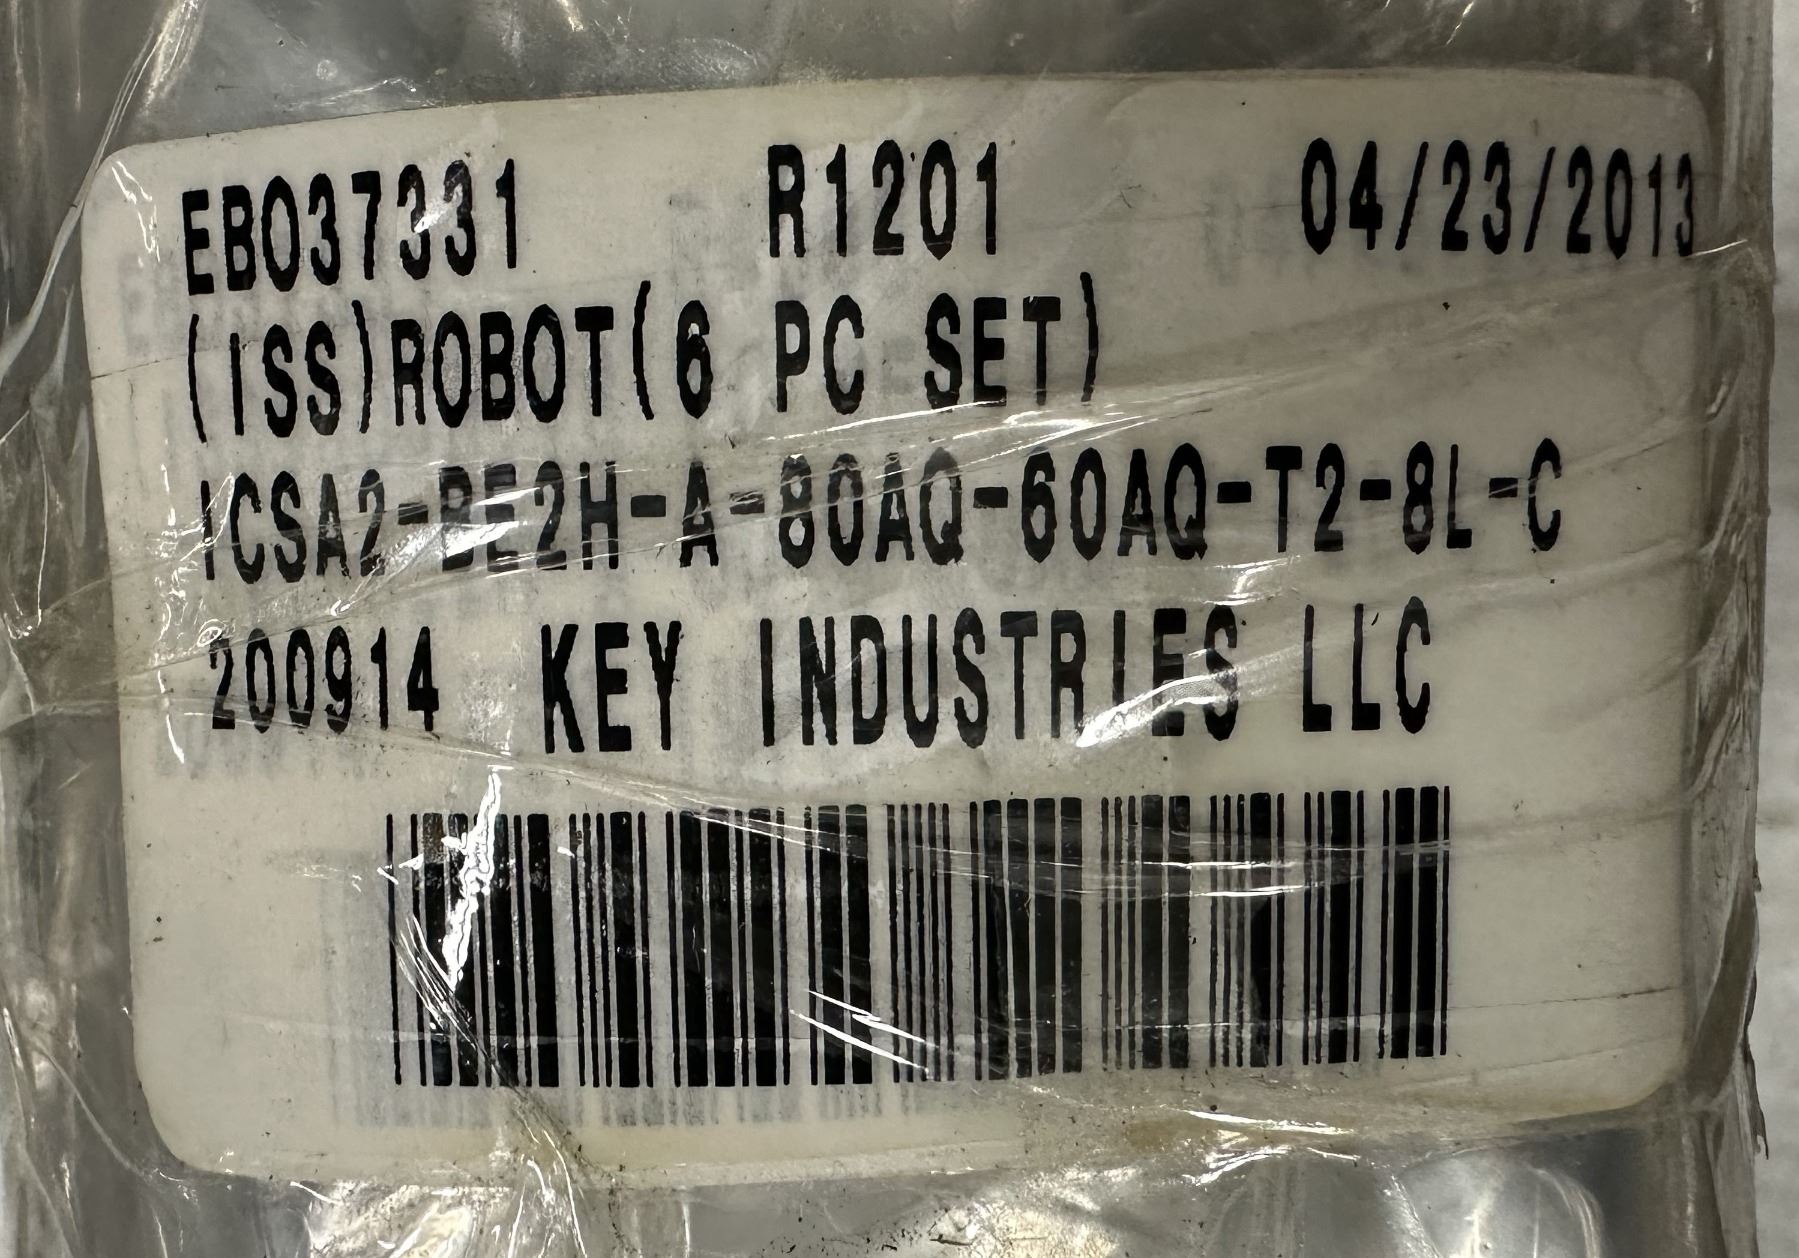 EB037331 R1201 04/23/2013
(ISS)ROBOT(6 PC SET)
ICSA2-BE2H-A-80AQ-60AQ-T2-8L-C
200914 KEY INDUSTRIES LLC